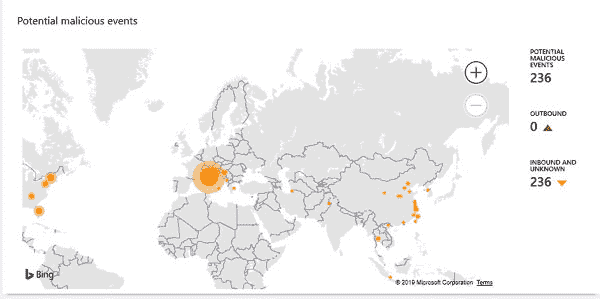 Potential malicious events
POTENTIAL
MALICIOUS
EVENTS
236
OUTBOUND
0
INBOUND AND
UNKNOWN
236
Bing
© 2019 Microsoft Corporation Terms